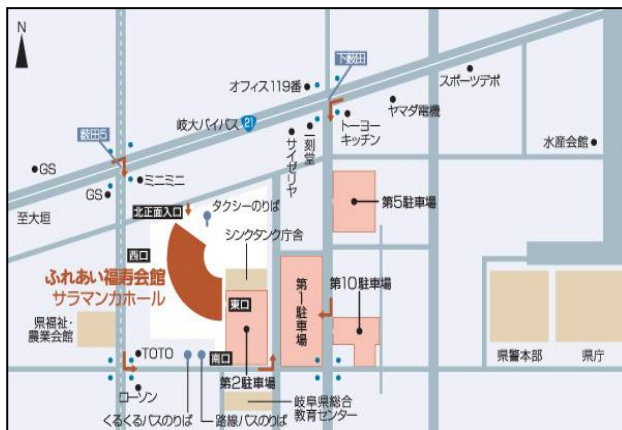 N
下藪田
オフィス119番
スポーツデポ
ヤマダ電機
岐大バイパス 21
トーヨー
キッチン
一刻堂
サイゼリヤ
水産会館
藪田5
GS
ミニミニ
GS
至大垣
北正面入口
タクシーのりば
第5駐車場
シンクタンク庁舎
西口
ふれあい福寿会館
サラマンカホール
東口
第1駐車場
第10駐車場
県福祉・
農業会館
TOTO
南口
第2駐車場
県警本部
県庁
ローソン
くるくるバスのりば
路線バスのりば
岐阜県総合
教育センター